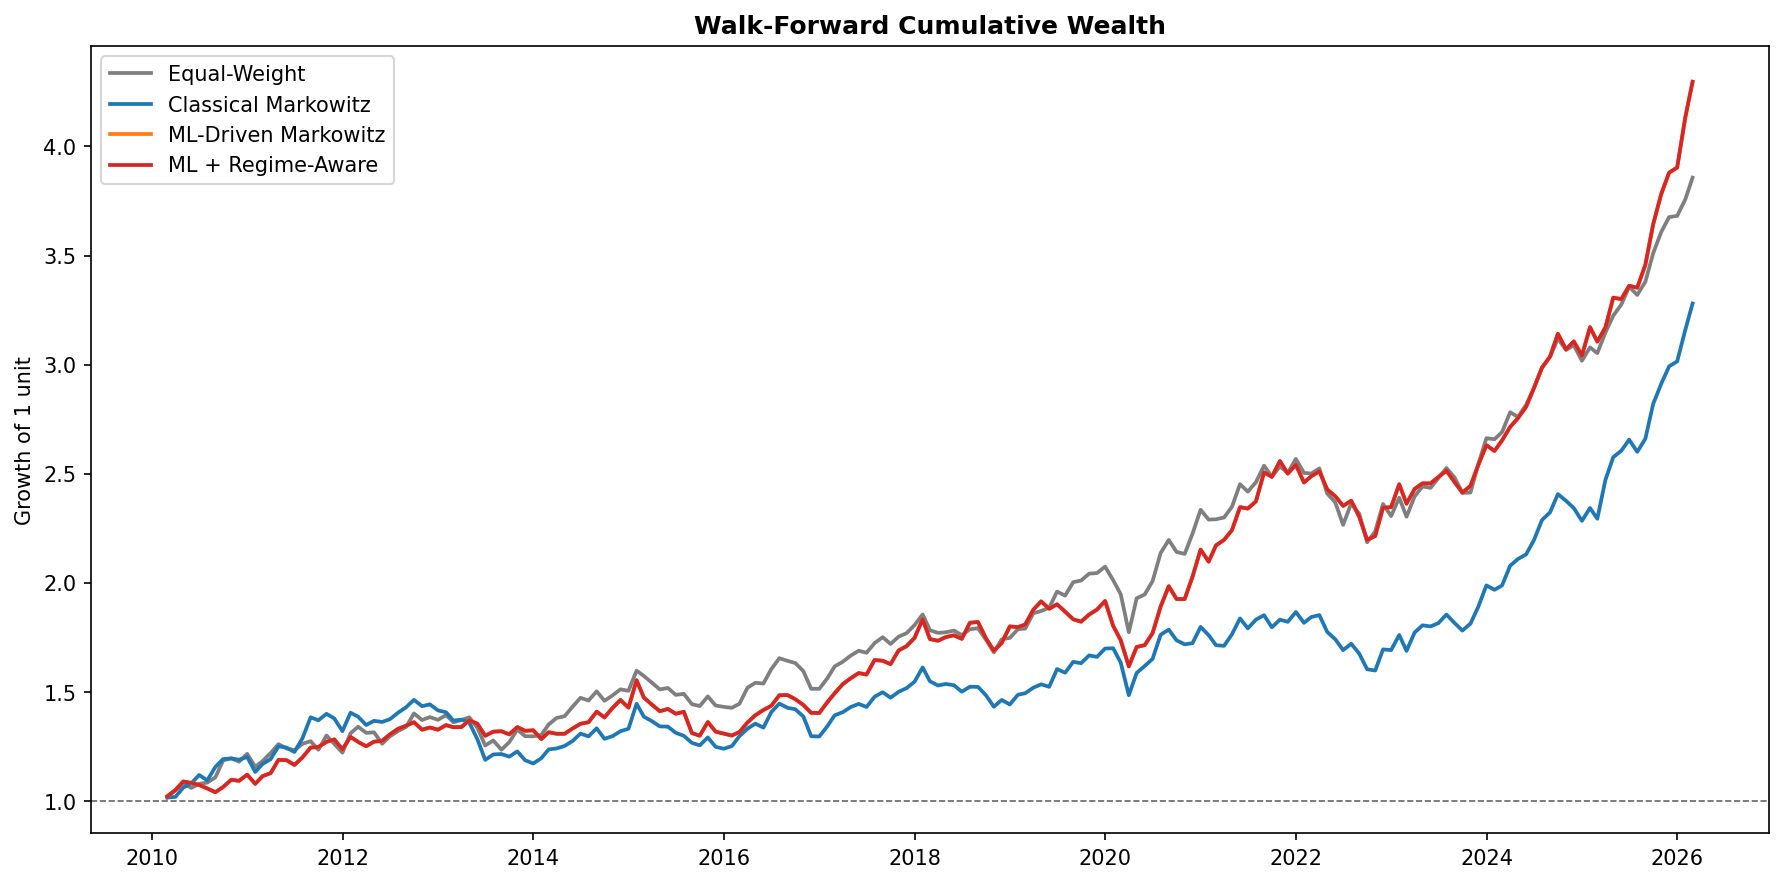 Walk-Forward Cumulative Wealth
Equal-Weight
Classical Markowitz
ML-Driven Markowitz
ML + Regime-Aware
Growth of 1 unit
4.0
3.5
3.0
2.5
2.0
1.5
1.0
2010 2012 2014 2016 2018 2020 2022 2024 2026